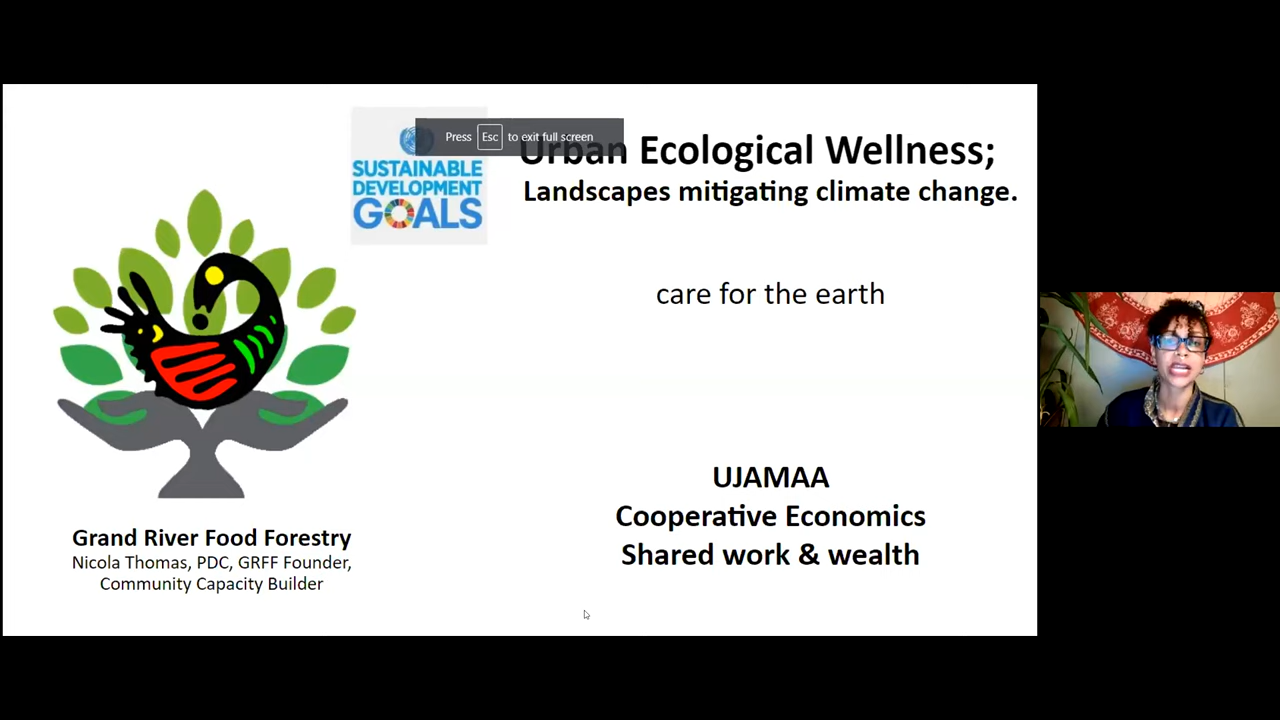 Press Esc to exit full screen
SUSTAINABLE
DEVELOPMENT
GOALS
Urban Ecological Wellness;
Landscapes mitigating climate change.
care for the earth
UJAMAA
Cooperative Economics
Shared work & wealth
Grand River Food Forestry
Nicola Thomas, PDC, GRFF Founder,
Community Capacity Builder